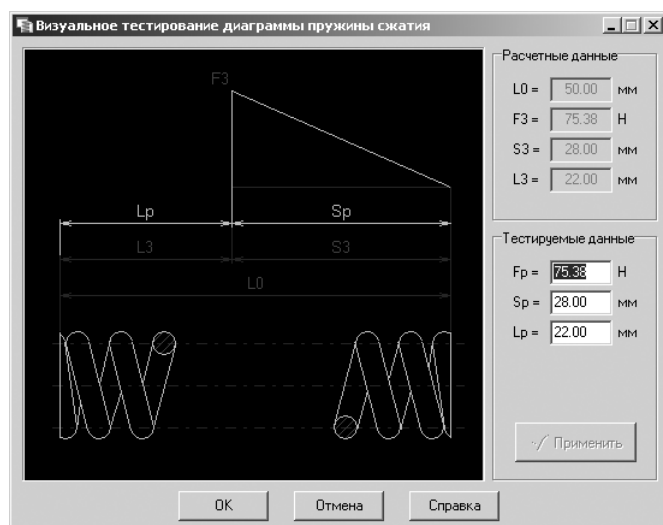 Визуальное тестирование диаграммы пружины сжатия
F3
Lp
Sp
L3
S3
L0
Расчетные данные
L0 = 50.00 мм
F3 = 75.38 Н
S3 = 28.00 мм
L3 = 22.00 мм
Тестируемые данные
Fp = 75.38 Н
Sp = 28.00 мм
Lp = 22.00 мм
Применить
OK
Отмена
Справка